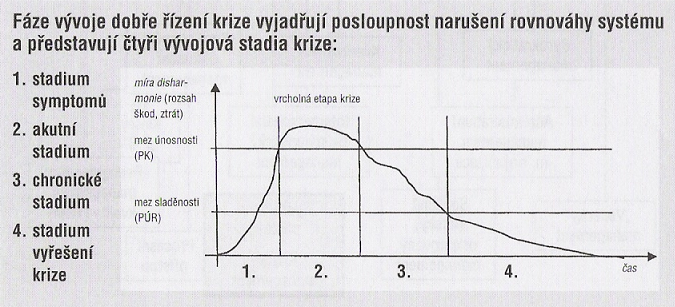 Fáze vývoje dobře řízení krize vyjadřují posloupnost narušení rovnováhy systému
a představují čtyři vývojová stadia krize:
1. stadium
symptomů
2. akutní
stadium
3. chronické
stadium
4. stadium
vyřešení
krize
míra dishar-
monie (rozsah
škod, ztrát)
vrcholná etapa krize
mez únosnosti
(PK)
mez sladěnosti
(PÚR)
1. 2. 3. 4.
čas